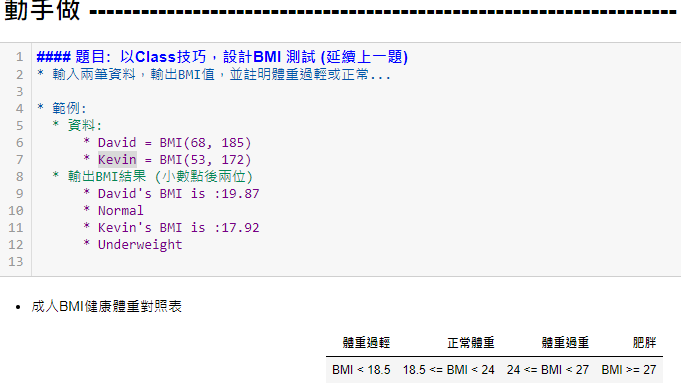 動手做 ------------------------------------------------------------------------
1 #### 題目: 以Class技巧，設計BMI 測試 (延續上一題)
2 * 輸入兩筆資料，輸出BMI值，並註明體重過輕或正常...
3
4 * 範例:
5 * 資料:
6 * David = BMI(68, 185)
7 * Kevin = BMI(53, 172)
8 * 輸出BMI結果 (小數點後兩位)
9 * David's BMI is :19.87
10 * Normal
11 * Kevin's BMI is :17.92
12 * Underweight
13
• 成人BMI健康體重對照表
體重過輕 正常體重 體重過重 肥胖
BMI < 18.5 18.5 <= BMI < 24 24 <= BMI < 27 BMI >= 27